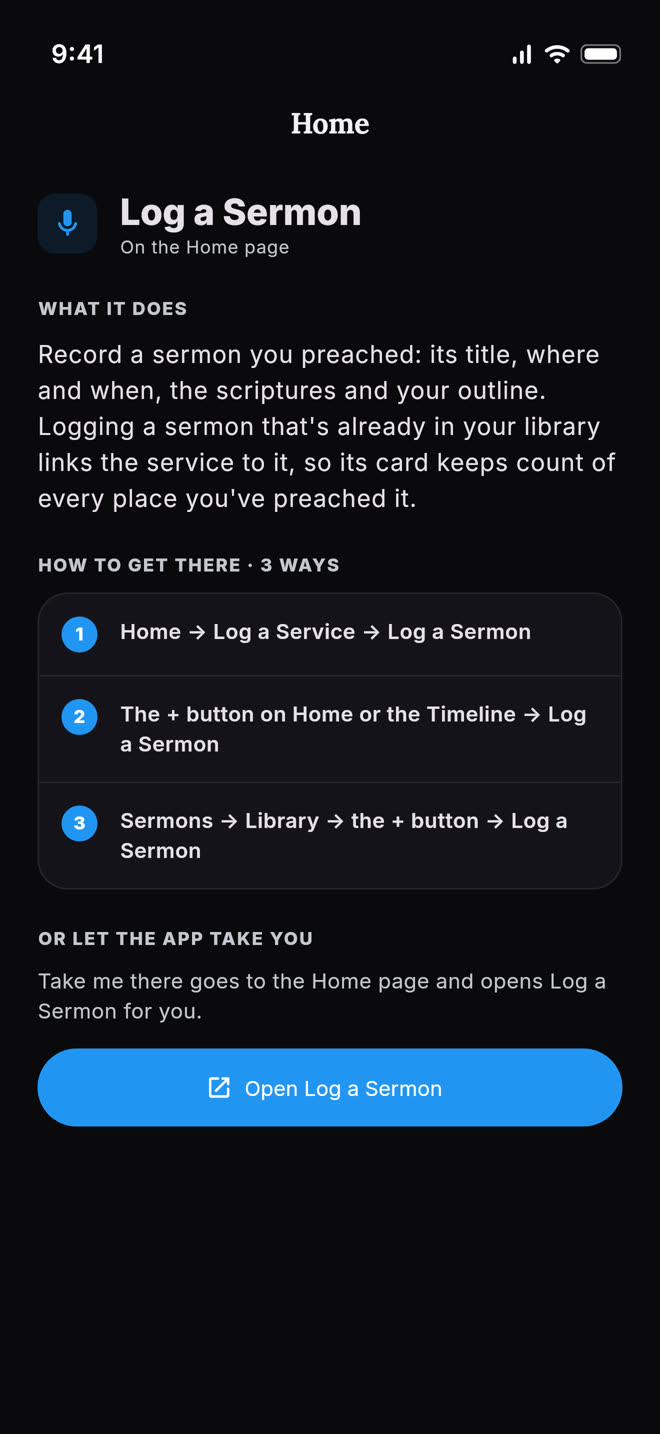 9:41
Home
Log a Sermon
On the Home page
WHAT IT DOES
Record a sermon you preached: its title, where
and when, the scriptures and your outline.
Logging a sermon that's already in your library
links the service to it, so its card keeps count of
every place you've preached it.
HOW TO GET THERE · 3 WAYS
1 Home → Log a Service → Log a Sermon
2 The + button on Home or the Timeline → Log
a Sermon
3 Sermons → Library → the + button → Log a
Sermon
OR LET THE APP TAKE YOU
Take me there goes to the Home page and opens Log a
Sermon for you.
Open Log a Sermon